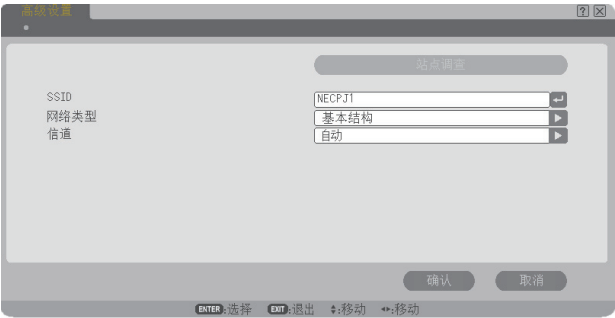 高级设置
站点调查
SSID NECPJ1
网络类型 基本结构
信道 自动
确认 取消
ENTER:选择 EXIT:退出 :移动 :移动